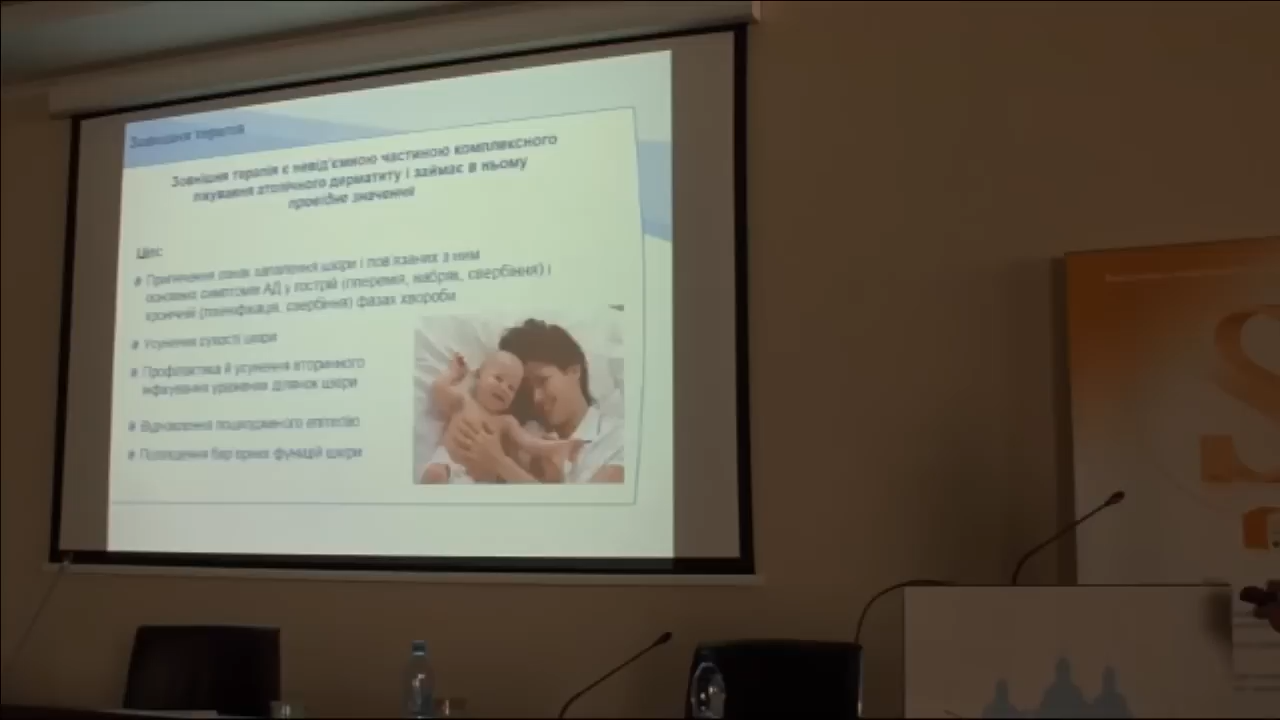 Зовнішня терапія
Зовнішня терапія є невід'ємною частиною комплексного
лікування атопічного дерматиту і займає в ньому
провідне значення
Цілі:
Пригнічення ознак запалення шкіри і пов'язаних з ним
основних симптомів АД у гострій (гіперемія, набряк, свербіння) і
хронічній (ліхеніфікація, свербіння) фазах хвороби
Усунення сухості шкіри
Профілактика й усунення вторинного
інфікування уражених ділянок шкіри
Відновлення пошкодженого епітелію
Поліпшення бар'єрних функцій шкіри
S